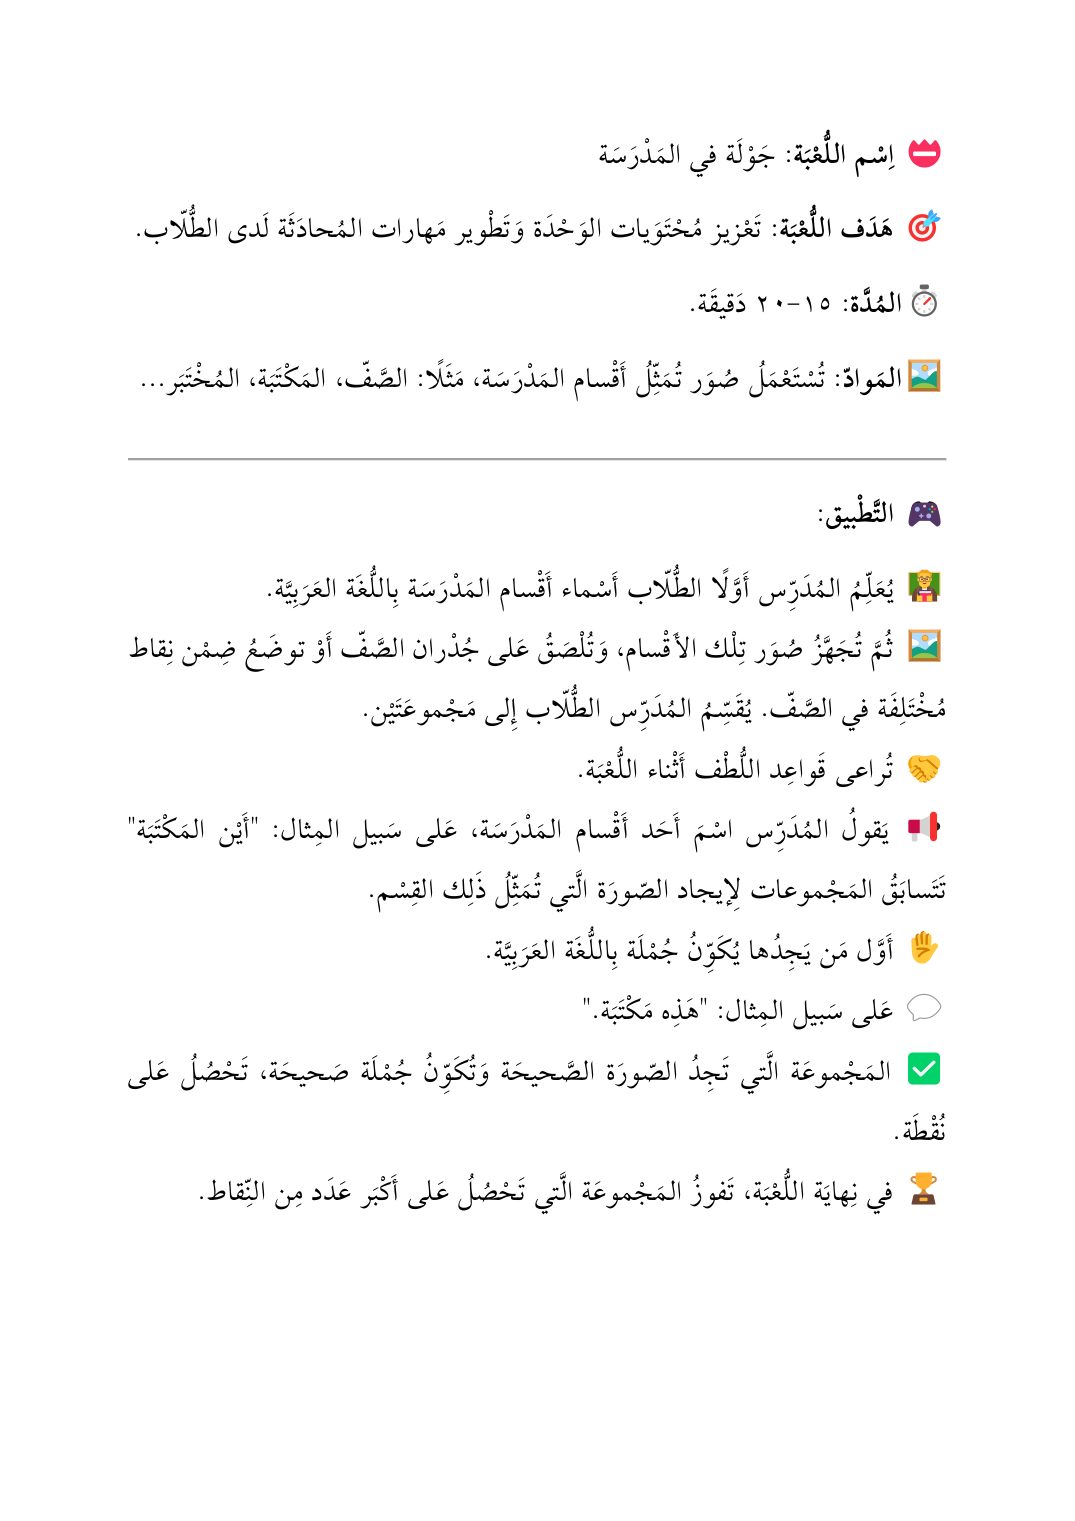 📛 اِسْم اللُّعْبَة: جَوْلَة في المَدْرَسَة
🎯 هَدَف اللُّعْبَة: تَعْزيز مُحْتَوَيات الوَحْدَة وَتَطْوير مَهارات المُحادَثَة لَدى الطُّلّاب.
⏱️ المُدَّة: ١٥–٢٠ دَقيقَة.
🖼️ المَوادّ: تُسْتَعْمَلُ صُوَر تُمَثِّلُ أَقْسام المَدْرَسَة، مَثَلًا: الصَّفّ، المَكْتَبَة، المُخْتَبَر…
🎮 التَّطْبيق:
👨‍🏫 يُعَلِّمُ المُدَرِّس أَوَّلًا الطُّلّاب أَسْماء أَقْسام المَدْرَسَة بِاللُّغَة العَرَبِيَّة.
🖼️ ثُمَّ تُجَهَّزُ صُوَر تِلْك الأَقْسام، وَتُلْصَقُ عَلى جُدْران الصَّفّ أَوْ توضَعُ ضِمْن نِقاط
مُخْتَلِفَة في الصَّفّ. يُقَسِّمُ المُدَرِّس الطُّلّاب إِلى مَجْموعَتَيْن.
🤝 تُراعى قَواعِد اللُّطْف أَثْناء اللُّعْبَة.
📢 يَقولُ المُدَرِّس اسْمَ أَحَد أَقْسام المَدْرَسَة، عَلى سَبيل المِثال: "أَيْن المَكْتَبَة"
تَتَسابَقُ المَجْموعات لِإيجاد الصّورَة الَّتي تُمَثِّلُ ذَلِك القِسْم.
✋ أَوَّل مَن يَجِدُها يُكَوِّنُ جُمْلَة بِاللُّغَة العَرَبِيَّة.
💬 عَلى سَبيل المِثال: "هَذِه مَكْتَبَة."
✅ المَجْموعَة الَّتي تَجِدُ الصّورَة الصَّحيحَة وَتُكَوِّنُ جُمْلَة صَحيحَة، تَحْصُلُ عَلى
نُقْطَة.
🏆 في نِهايَة اللُّعْبَة، تَفوزُ المَجْموعَة الَّتي تَحْصُلُ عَلى أَكْبَر عَدَد مِن النِّقاط.